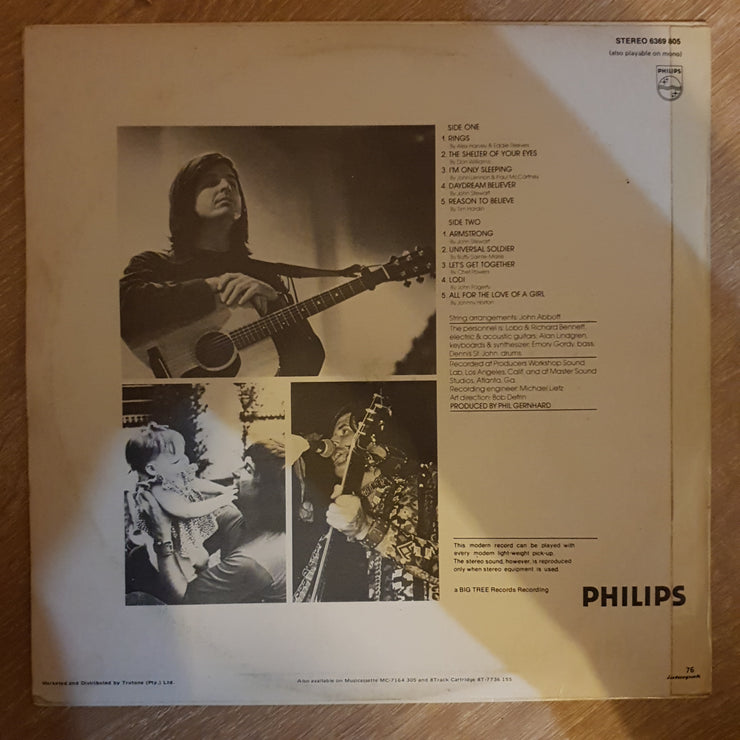 STEREO 6369 805
(also playable on mono)
PHILIPS
SIDE ONE
1. RINGS
By Alex Harvey & Eddie Reeves
2. THE SHELTER OF YOUR EYES
By Don Williams
3. I'M ONLY SLEEPING
By John Lennon & Paul McCartney
4. DAYDREAM BELIEVER
By John Stewart
5. REASON TO BELIEVE
By Tim Hardin
SIDE TWO
1. ARMSTRONG
By John Stewart
2. UNIVERSAL SOLDIER
By Buffy Sainte-Marie
3. LET'S GET TOGETHER
By Chet Powers
4. LODI
By John Fogerty
5. ALL FOR THE LOVE OF A GIRL
By Johnny Horton
String arrangements: John Abbott
The personnel is: Lobo & Richard Bennett,
electric & acoustic guitars; Alan Lindgren,
keyboards & synthesizer; Emory Gordy, bass;
Dennis St. John, drums.
Recorded at Producers Workshop Sound
Lab, Los Angeles, Calif. and at Master Sound
Studios, Atlanta, Ga.
Recording engineer: Michael Lietz
Art direction: Bob Defrin
PRODUCED BY PHIL GERNHARD
This modern record can be played with
every modern light-weight pick-up.
The stereo sound, however, is reproduced
only when stereo equipment is used.
a BIG TREE Records Recording
PHILIPS
76
Marketed and Distributed by Trutone (Pty.) Ltd.
Also available on Musicassette MC-7164 305 and 8Track Cartridge 8T-7736 155